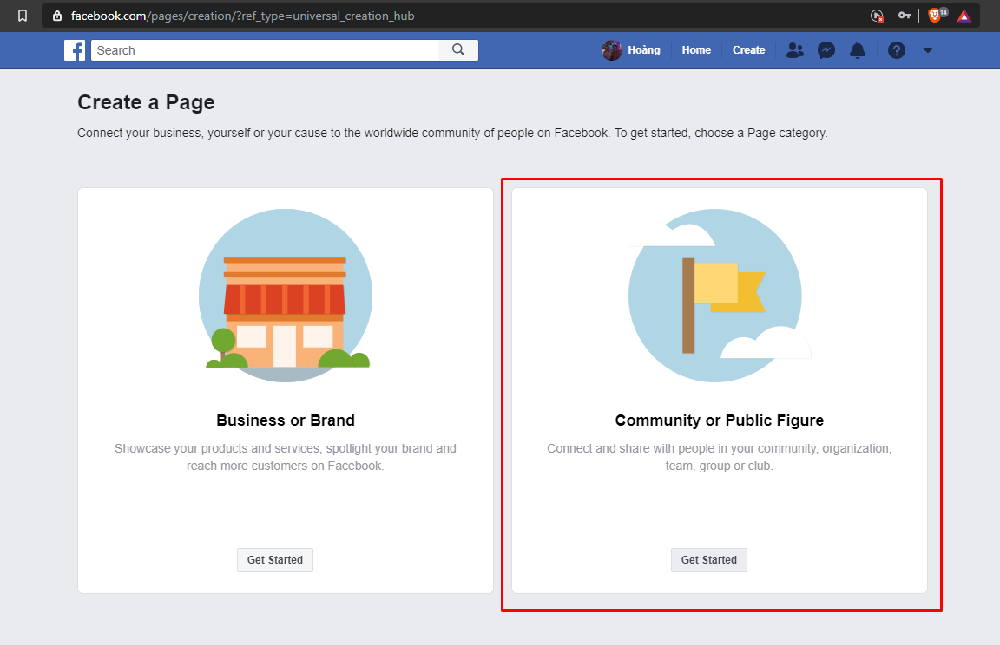 facebook.com/pages/creation/?ref_type=universal_creation_hub
14
Search
Hoàng
Home
Create
Create a Page
Connect your business, yourself or your cause to the worldwide community of people on Facebook. To get started, choose a Page category.
Business or Brand
Showcase your products and services, spotlight your brand and
reach more customers on Facebook.
Get Started
Community or Public Figure
Connect and share with people in your community, organization,
team, group or club.
Get Started